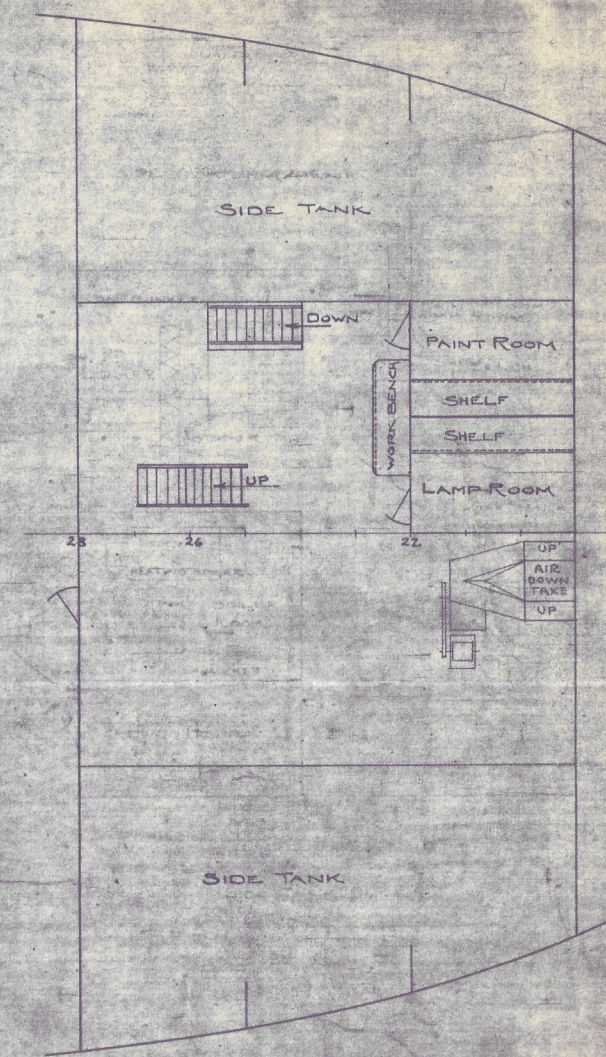 SIDE TANK
DOWN
PAINT ROOM
WORK BENCH
SHELF
SHELF
UP
LAMP ROOM
28
26
22
UP
AIR
DOWN
TAKE
UP
SIDE TANK